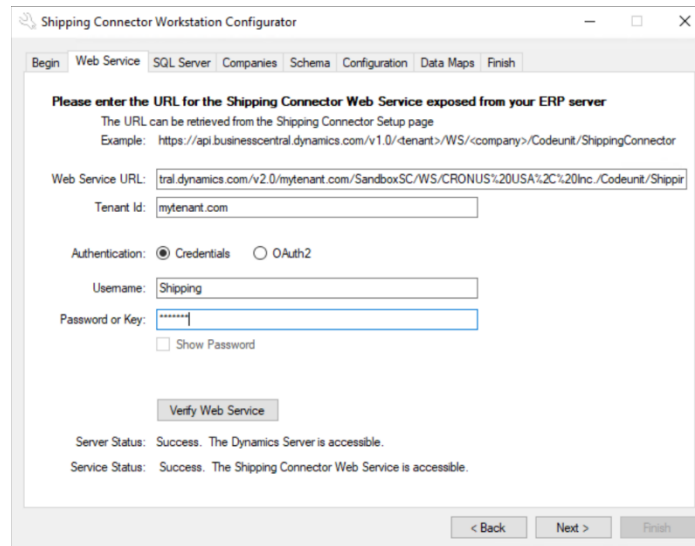 Shipping Connector Workstation Configurator
Begin Web Service SQL Server Companies Schema Configuration Data Maps Finish
Please enter the URL for the Shipping Connector Web Service exposed from your ERP server
The URL can be retrieved from the Shipping Connector Setup page
Example: https://api.businesscentral.dynamics.com/v1.0/<tenant>/WS/<company>/Codeunit/ShippingConnector
Web Service URL: tral.dynamics.com/v2.0/mytenant.com/SandboxSC/WS/CRONUS%20USA%2C%20Inc./Codeunit/Shippin
Tenant Id: mytenant.com
Authentication: Credentials OAuth2
Username: Shipping
Password or Key: *******
Show Password
Verify Web Service
Server Status: Success. The Dynamics Server is accessible.
Service Status: Success. The Shipping Connector Web Service is accessible.
< Back Next > Finish